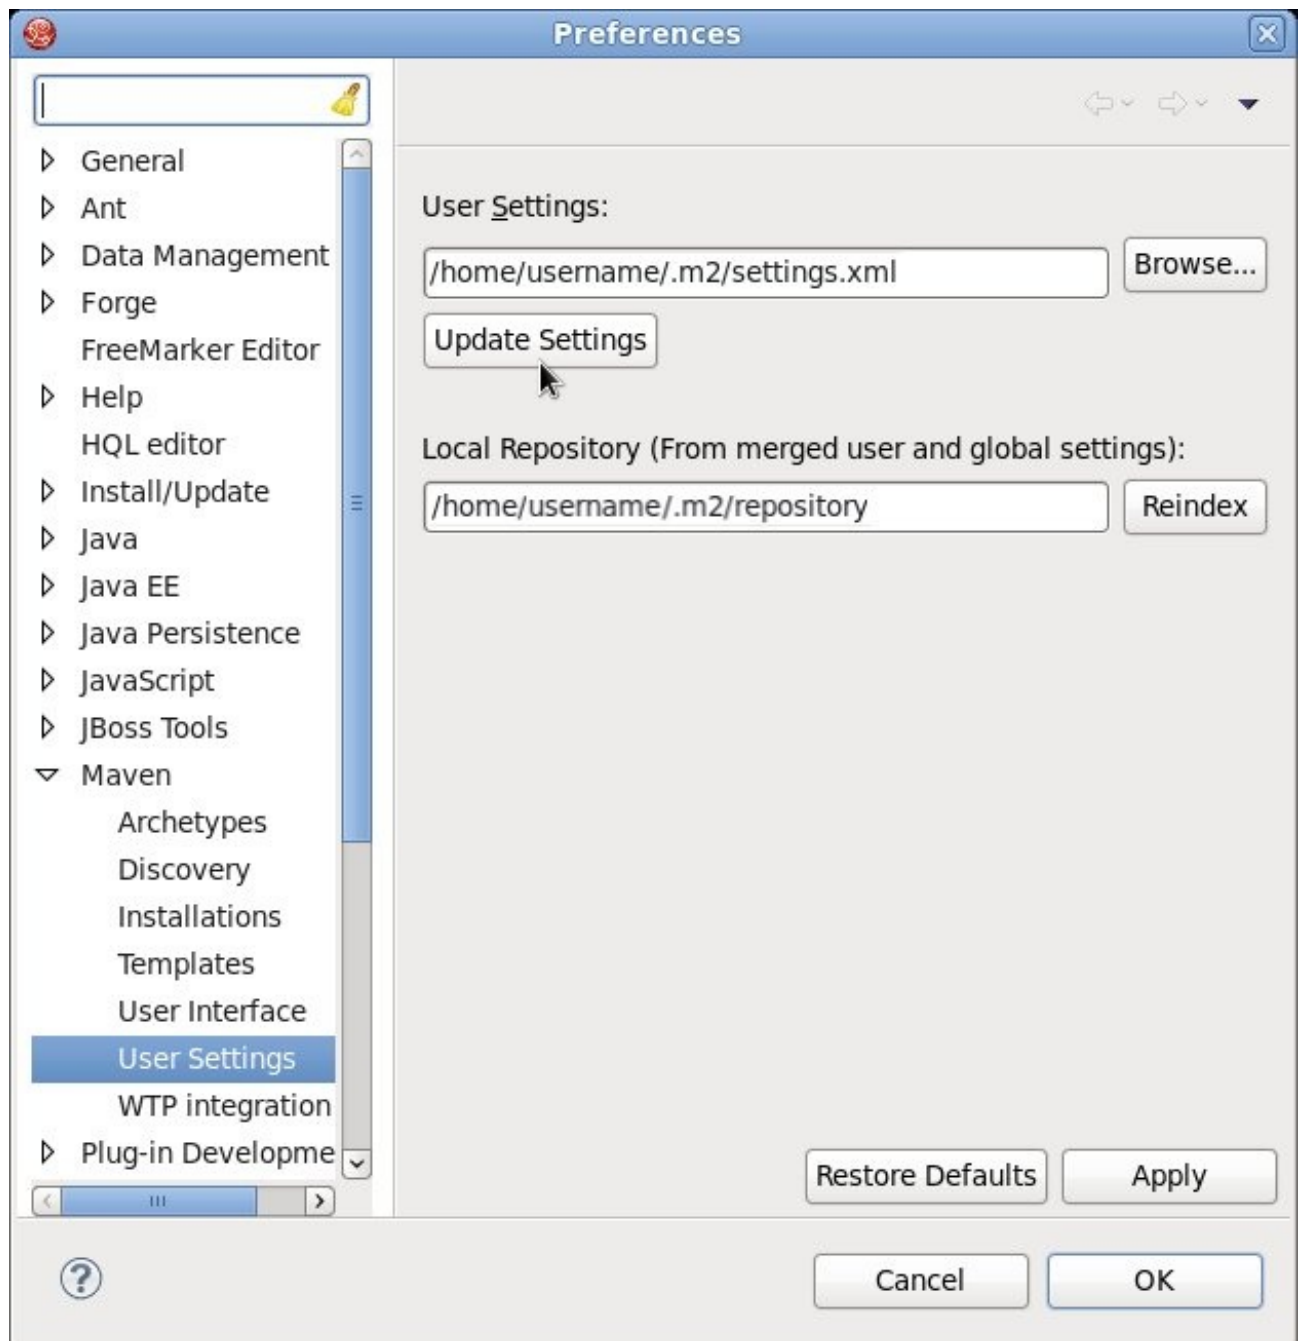 Preferences
General
Ant
Data Management
Forge
FreeMarker Editor
Help
HQL editor
Install/Update
Java
Java EE
Java Persistence
JavaScript
JBoss Tools
Maven
Archetypes
Discovery
Installations
Templates
User Interface
User Settings
WTP integration
Plug-in Developme
User Settings:
/home/username/.m2/settings.xml
Browse...
Update Settings
Local Repository (From merged user and global settings):
/home/username/.m2/repository
Reindex
Restore Defaults
Apply
?
Cancel
OK